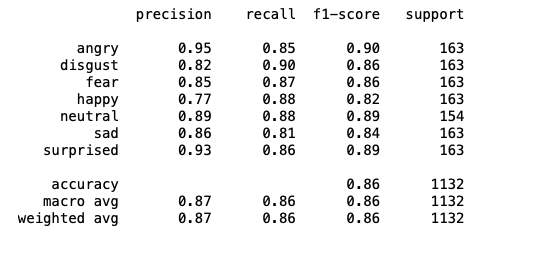 precision recall f1-score support
angry 0.95 0.85 0.90 163
disgust 0.82 0.90 0.86 163
fear 0.85 0.87 0.86 163
happy 0.77 0.88 0.82 163
neutral 0.89 0.88 0.89 154
sad 0.86 0.81 0.84 163
surprised 0.93 0.86 0.89 163
accuracy 0.86 1132
macro avg 0.87 0.86 0.86 1132
weighted avg 0.87 0.86 0.86 1132